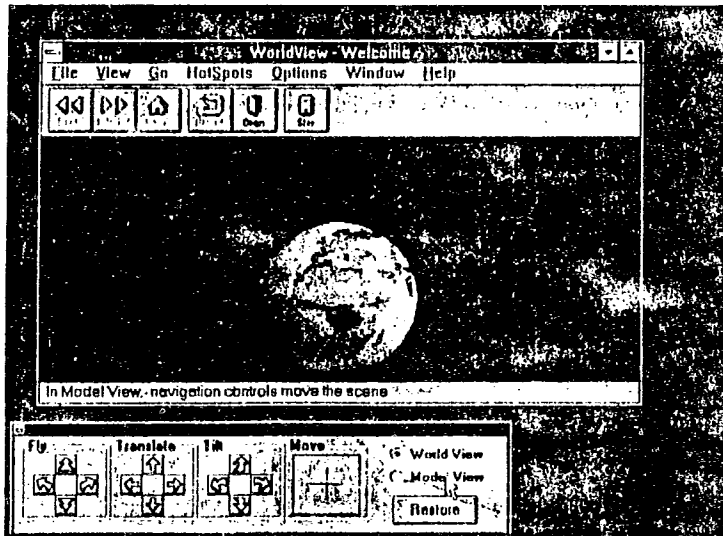 WorldView - Welcome
File View Go HotSpots Options Window Help
Open
In Model View, navigation controls move the scene
Fly Translate Tilt Move
World View
Model View
Restore